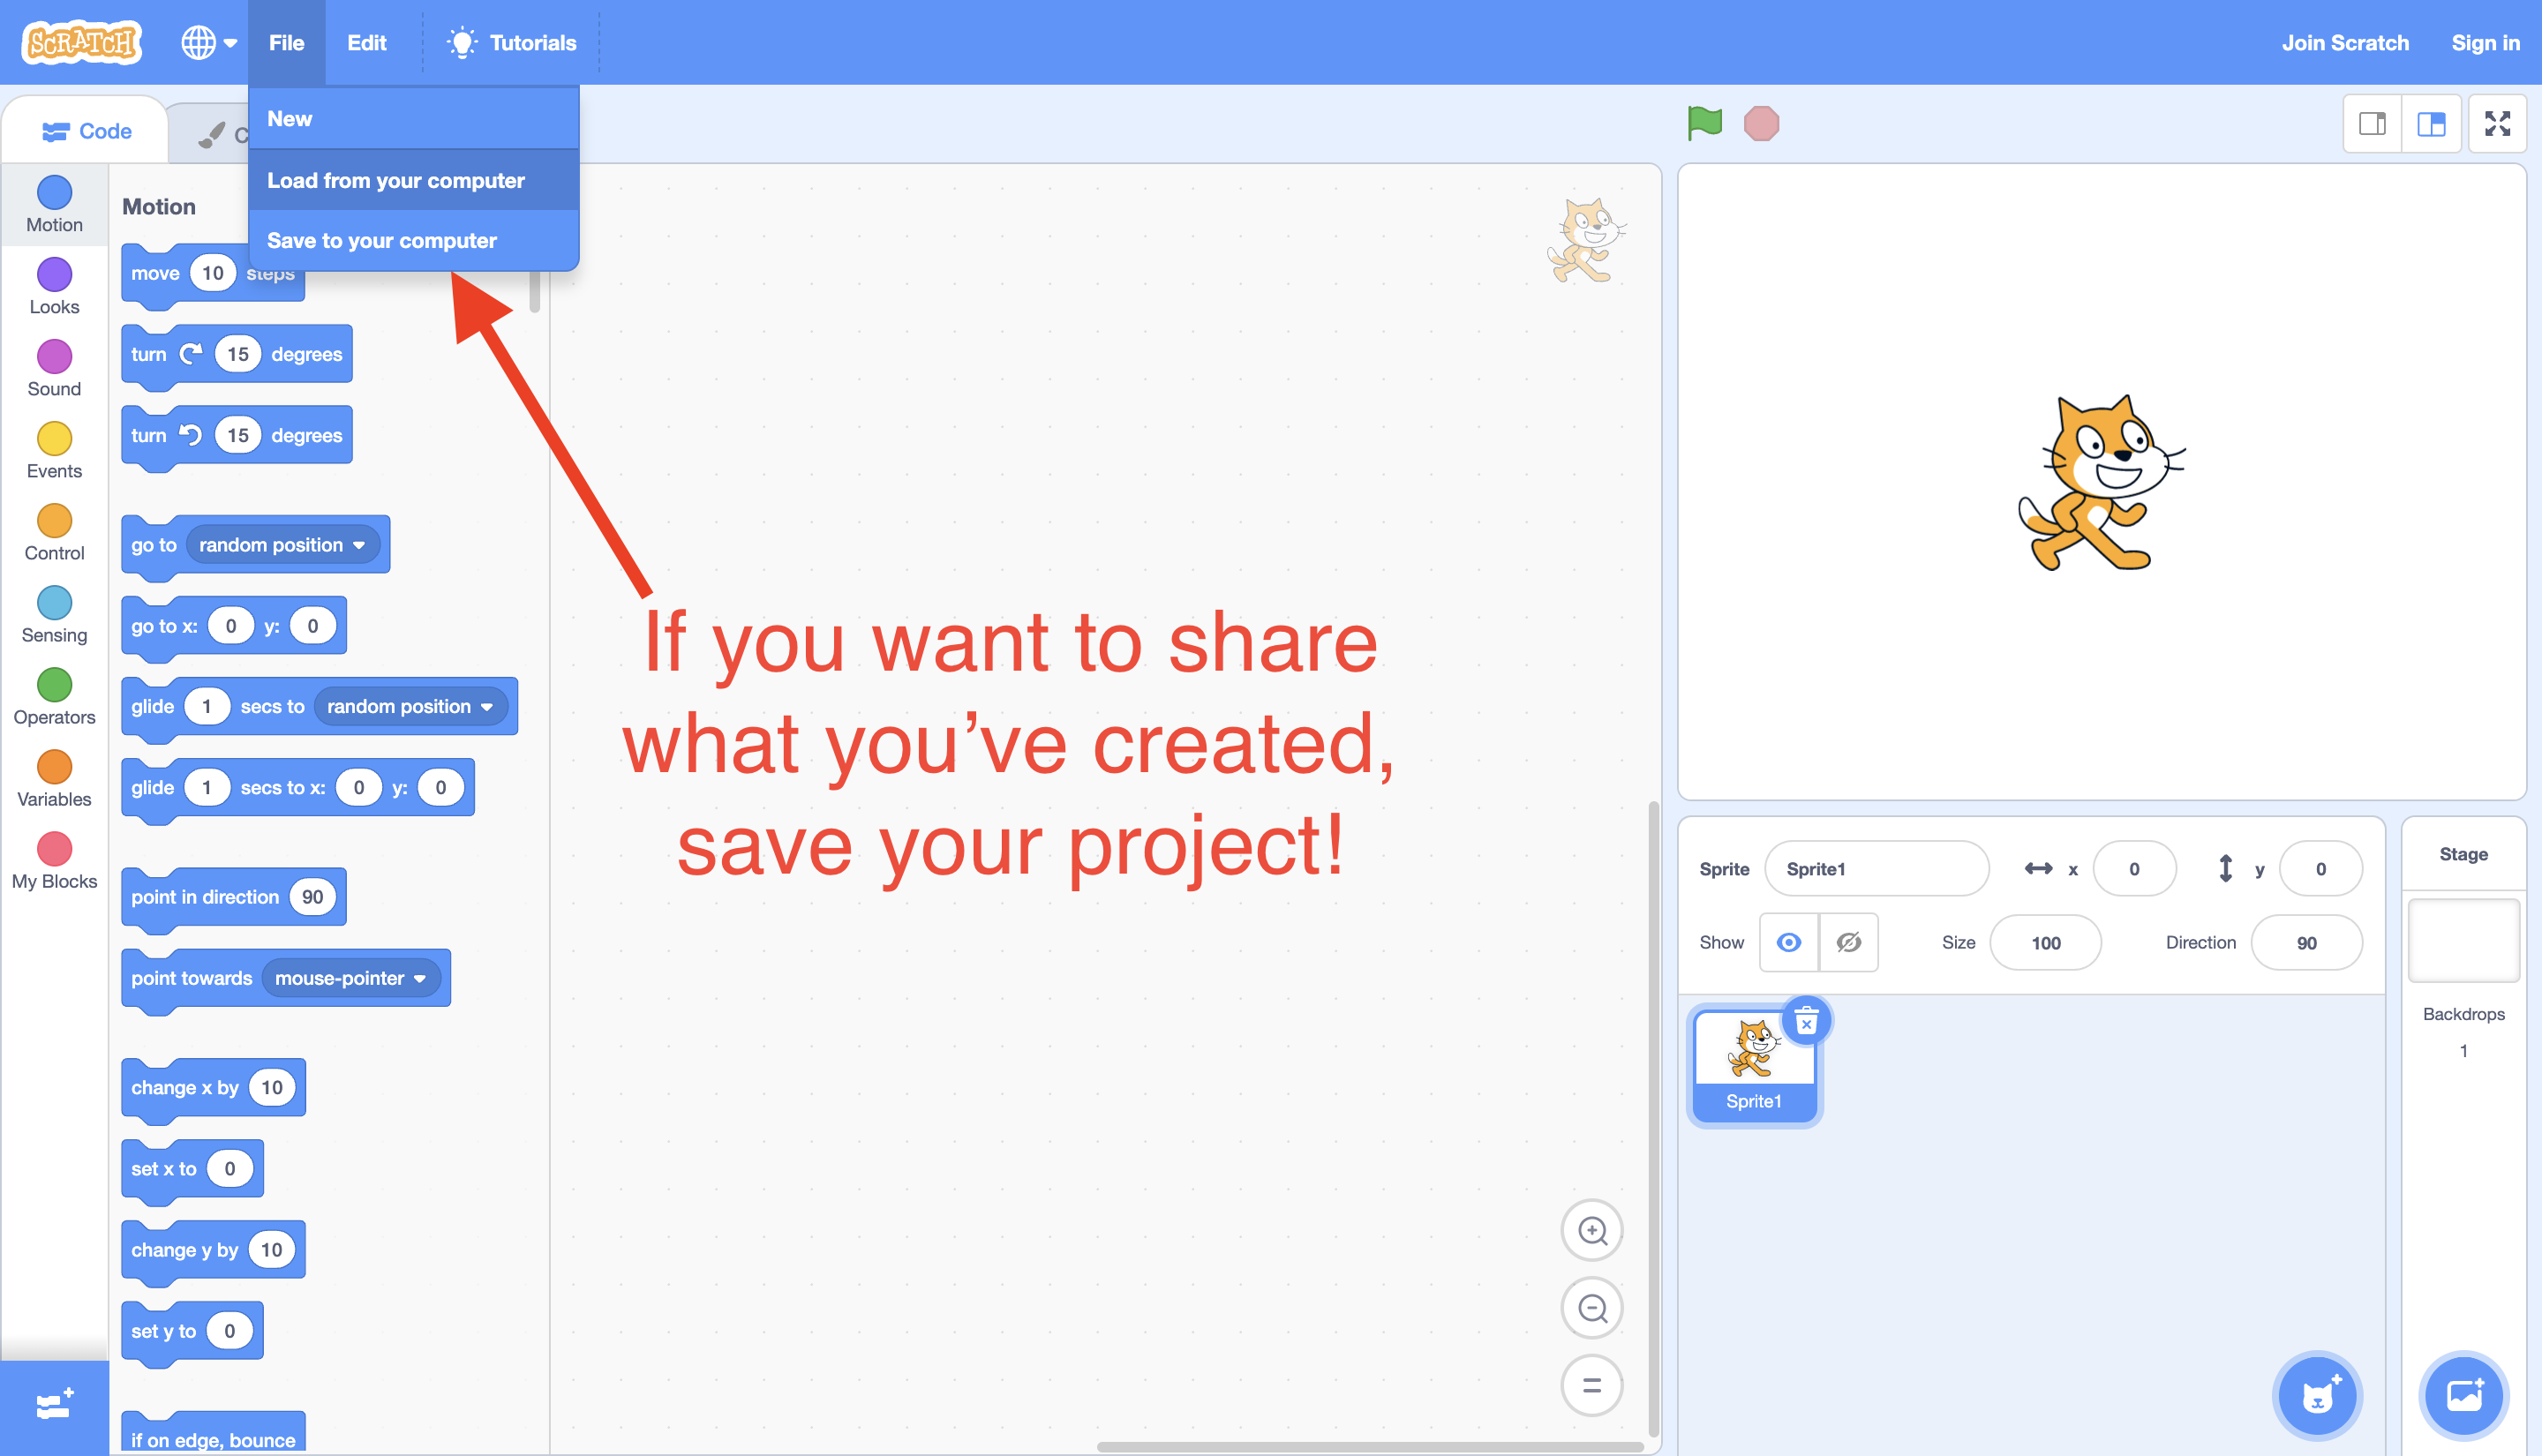 SCRATCH
File
Edit
Tutorials
Join Scratch
Sign in
New
Load from your computer
Save to your computer
Code
C
Motion
Looks
Sound
Events
Control
Sensing
Operators
Variables
My Blocks
Motion
move 10 steps
turn 15 degrees
turn 15 degrees
go to random position
go to x: 0 y: 0
glide 1 secs to random position
glide 1 secs to x: 0 y: 0
point in direction 90
point towards mouse-pointer
change x by 10
set x to 0
change y by 10
set y to 0
if on edge, bounce
If you want to share
what you’ve created,
save your project!
Sprite Sprite1 x 0 y 0
Show Size 100 Direction 90
Sprite1
Stage
Backdrops
1